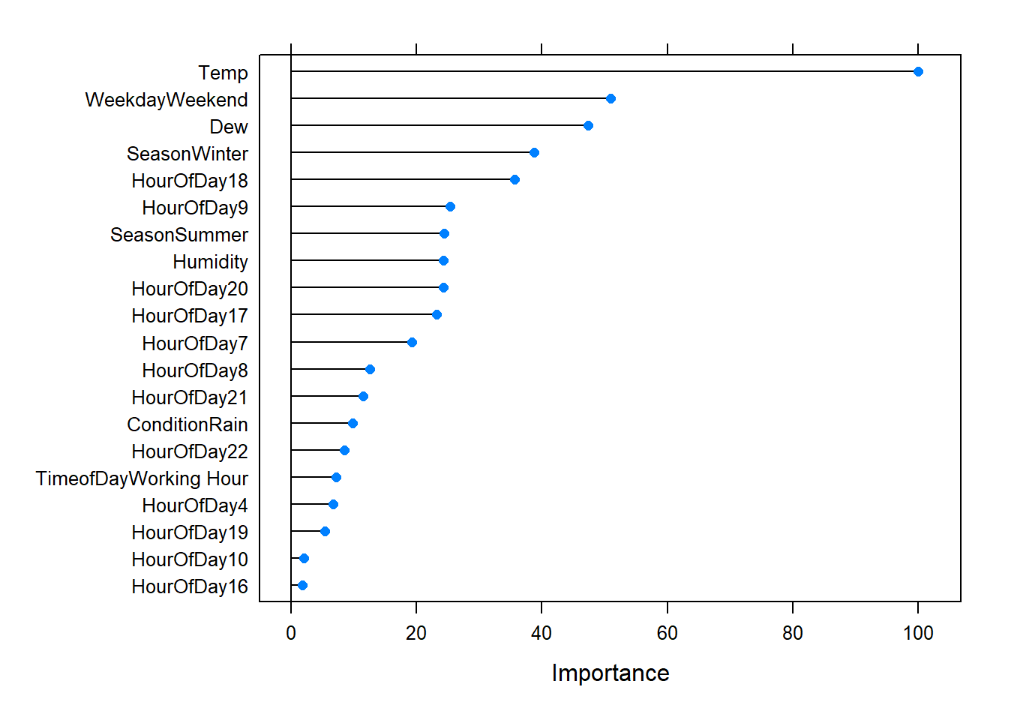 Temp
WeekdayWeekend
Dew
SeasonWinter
HourOfDay18
HourOfDay9
SeasonSummer
Humidity
HourOfDay20
HourOfDay17
HourOfDay7
HourOfDay8
HourOfDay21
ConditionRain
HourOfDay22
TimeofDayWorking Hour
HourOfDay4
HourOfDay19
HourOfDay10
HourOfDay16
0 20 40 60 80 100
Importance